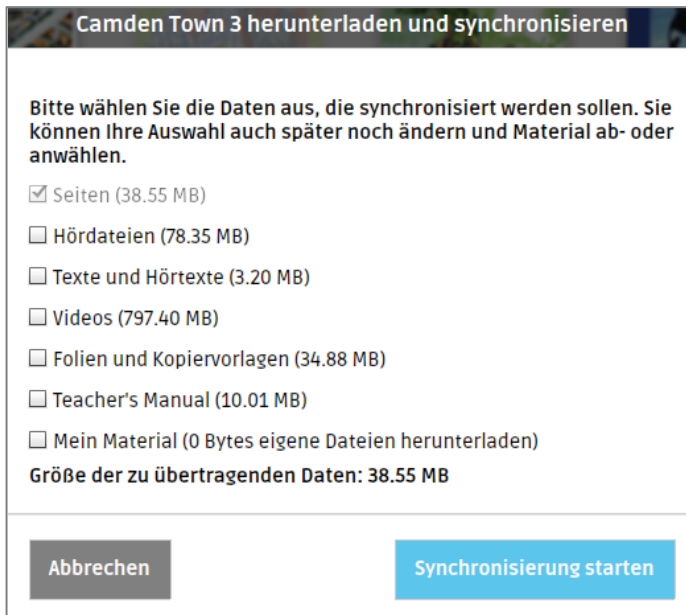 Camden Town 3 herunterladen und synchronisieren
Bitte wählen Sie die Daten aus, die synchronisiert werden sollen. Sie
können Ihre Auswahl auch später noch ändern und Material ab- oder
anwählen.
Seiten (38.55 MB)
Hördateien (78.35 MB)
Texte und Hörtexte (3.20 MB)
Videos (797.40 MB)
Folien und Kopiervorlagen (34.88 MB)
Teacher's Manual (10.01 MB)
Mein Material (0 Bytes eigene Dateien herunterladen)
Größe der zu übertragenden Daten: 38.55 MB
Abbrechen
Synchronisierung starten